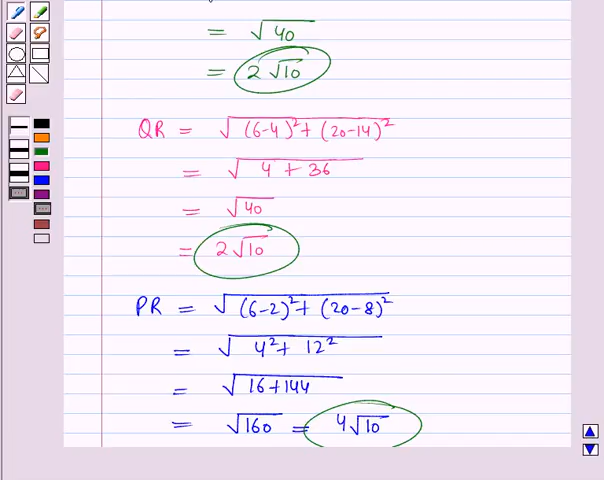 = √40
= 2√10
QR = √(6-4)²+(20-14)²
= √4+36
= √40
= 2√10
PR = √(6-2)²+(20-8)²
= √4²+12²
= √16+144
= √160 = 4√10